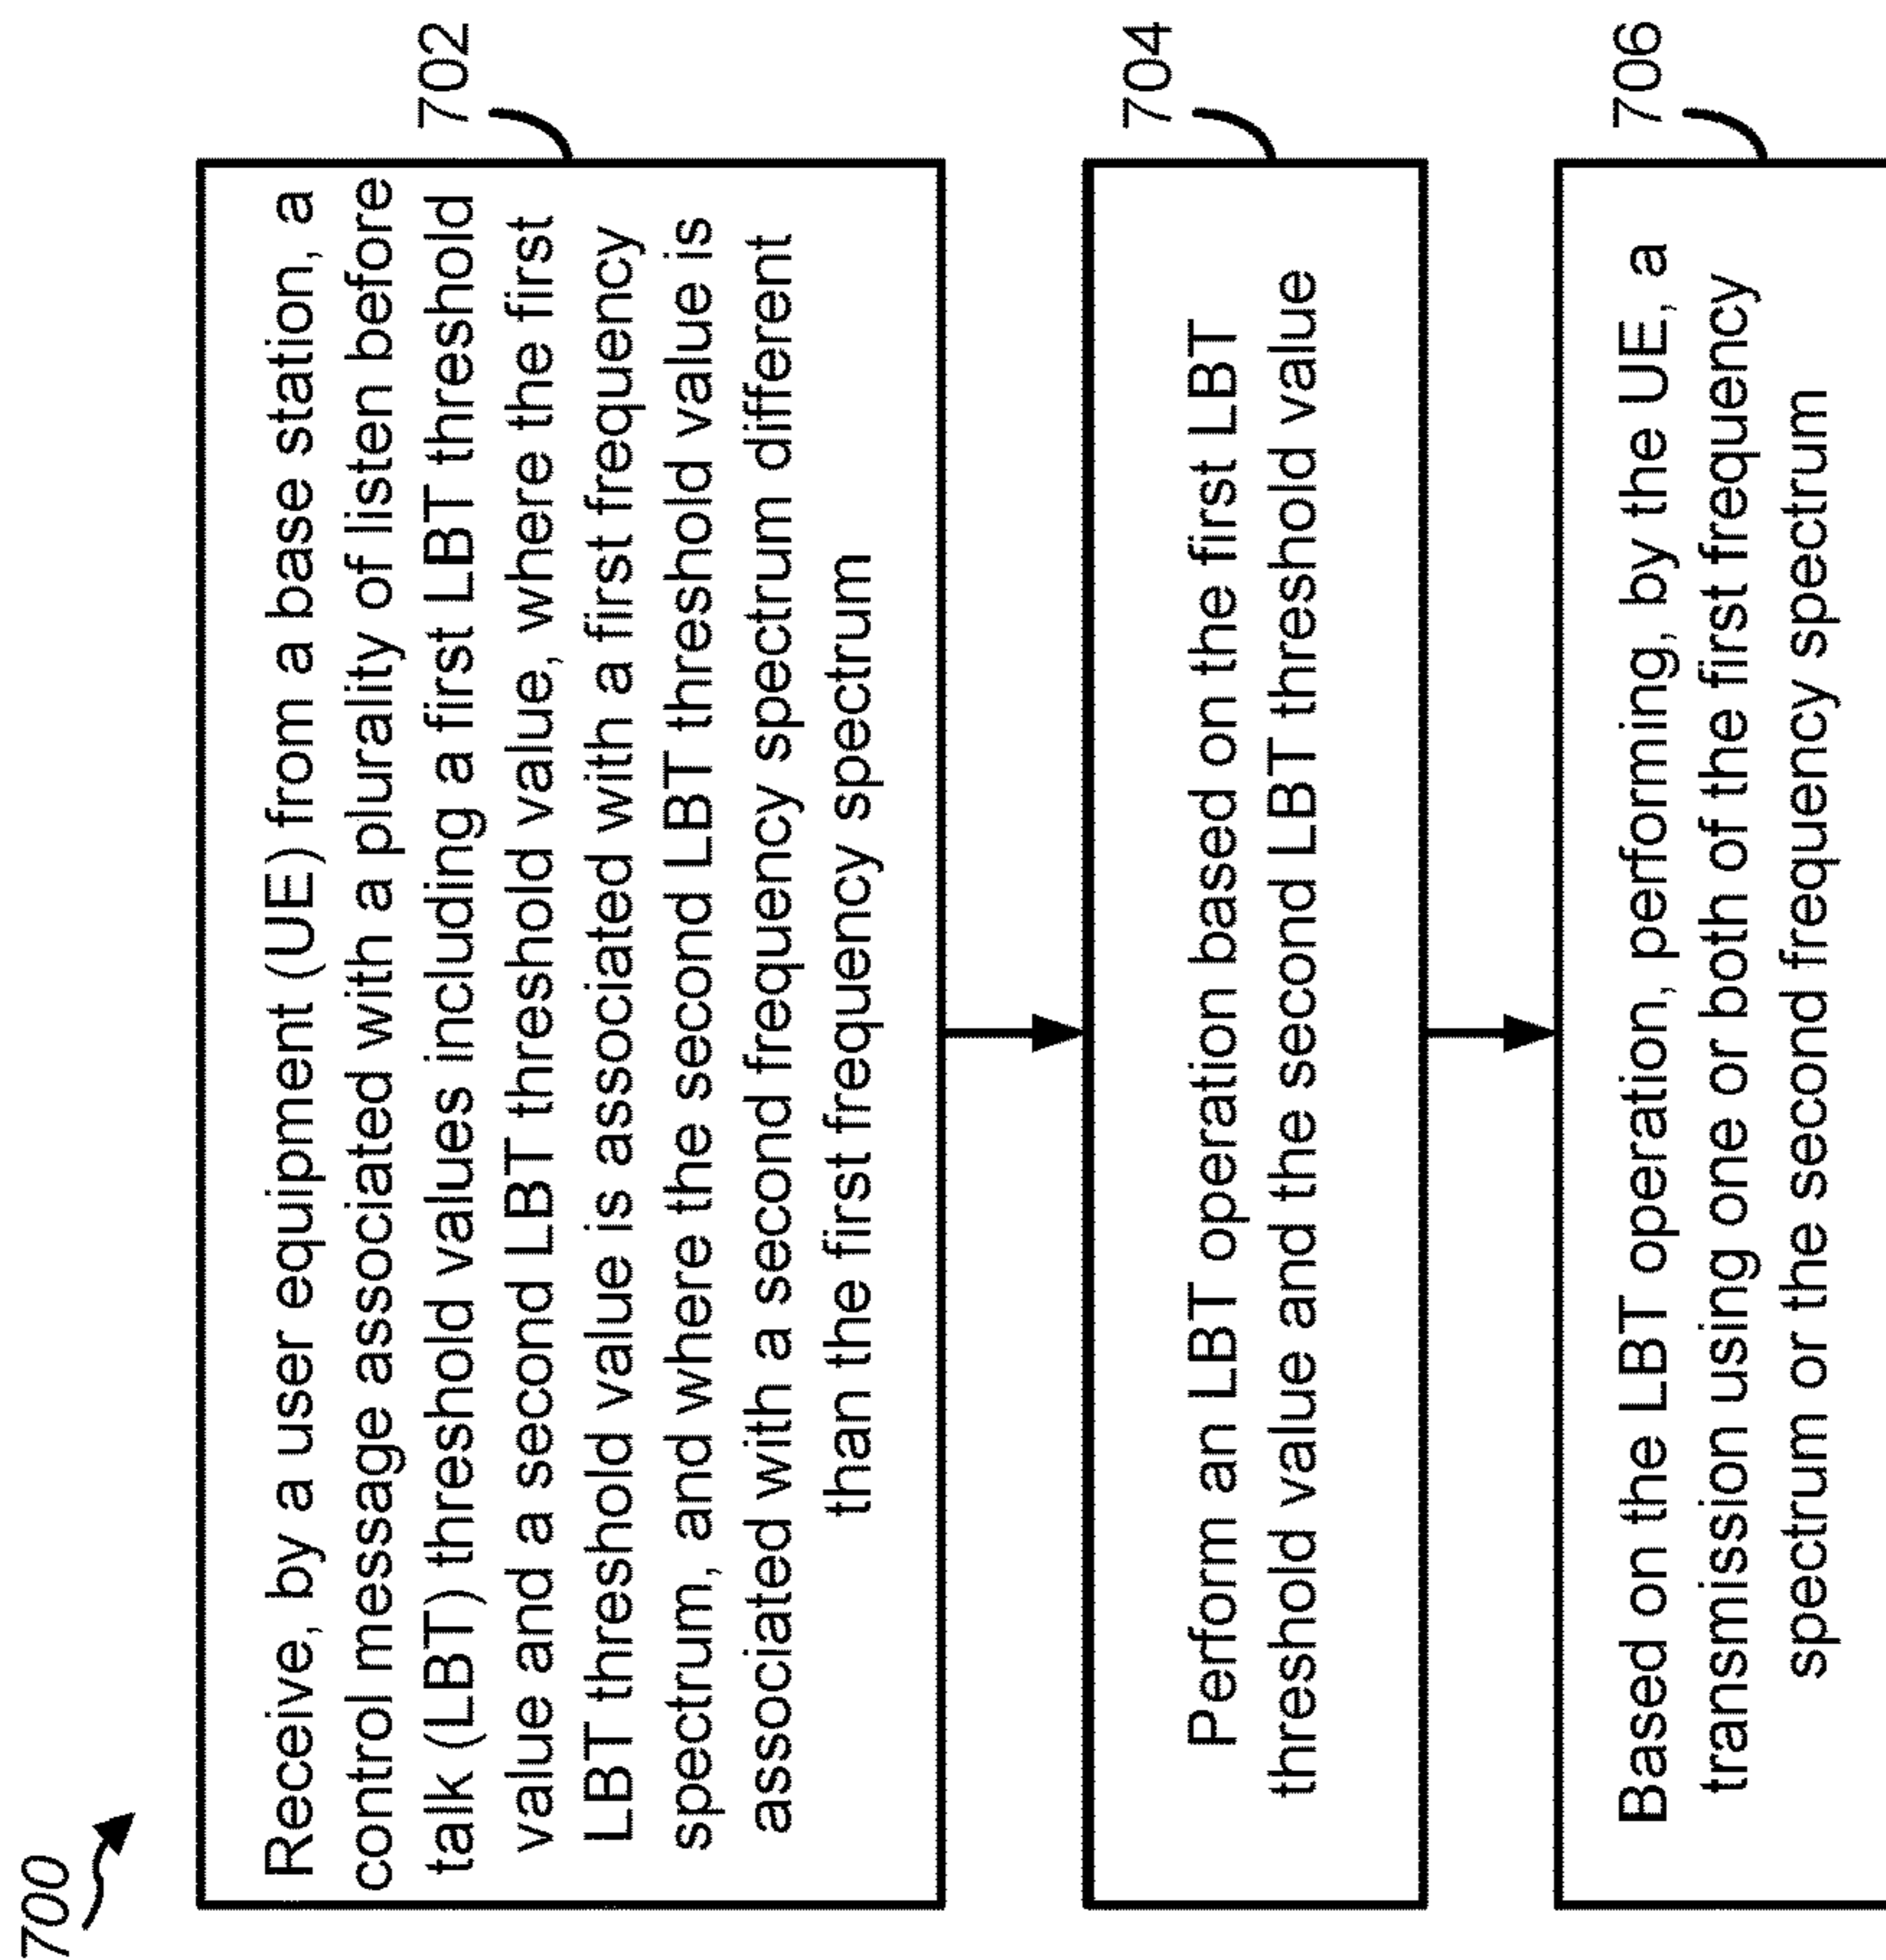 700
702
Receive, by a user equipment (UE) from a base station, a
control message associated with a plurality of listen before
talk (LBT) threshold values including a first LBT threshold
value and a second LBT threshold value, where the first
LBT threshold value is associated with a first frequency
spectrum, and where the second LBT threshold value is
associated with a second frequency spectrum different
than the first frequency spectrum
704
Perform an LBT operation based on the first LBT
threshold value and the second LBT threshold value
706
Based on the LBT operation, performing, by the UE, a
transmission using one or both of the first frequency
spectrum or the second frequency spectrum